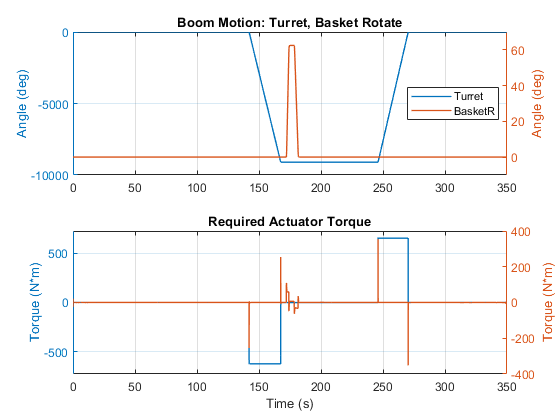 Boom Motion: Turret, Basket Rotate
Angle (deg)
0
-5000
-10000
60
40
20
0
Angle (deg)
Turret
BasketR
0 50 100 150 200 250 300 350
Required Actuator Torque
Torque (N*m)
500
0
-500
400
200
0
-200
-400
Torque (N*m)
0 50 100 150 200 250 300 350
Time (s)